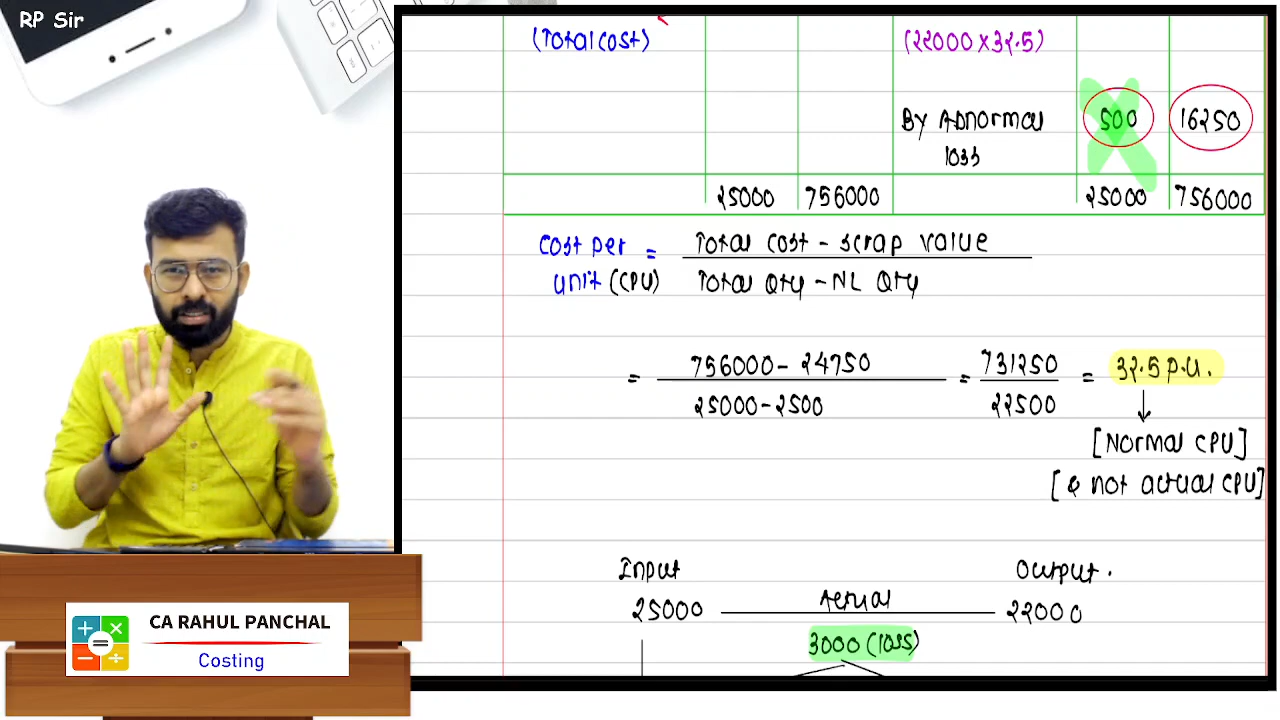 RP Sir
(Total cost)
(22000 x 32.5)
By Abnormal 500 16250
loss
25000 756000 25000 756000
Cost per = Total cost - scrap value
unit (CPU) Total Qty - NL Qty
= 756000 - 24750 = 731250 = 32.5 P.U.
25000 - 2500 22500
[Normal CPU]
[& not actual CPU]
Input Output.
25000 Actual 22000
3000 (loss)
CA RAHUL PANCHAL
Costing